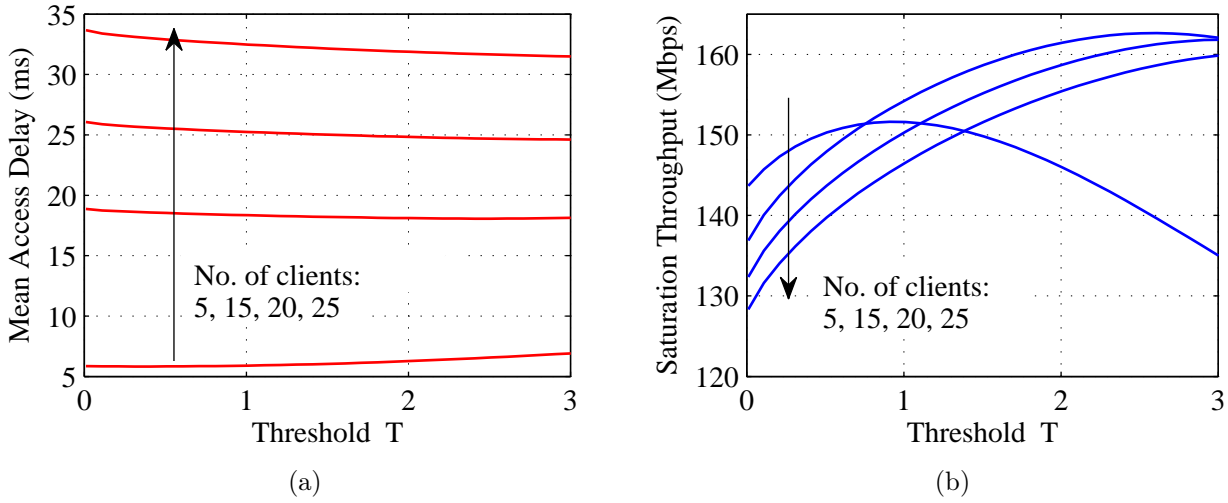 35
30
25
20
15
10
5
0
1
2
3
Mean Access Delay (ms)
Threshold T
No. of clients:
5, 15, 20, 25
(a)
160
150
140
130
120
0
1
2
3
Saturation Throughput (Mbps)
Threshold T
No. of clients:
5, 15, 20, 25
(b)